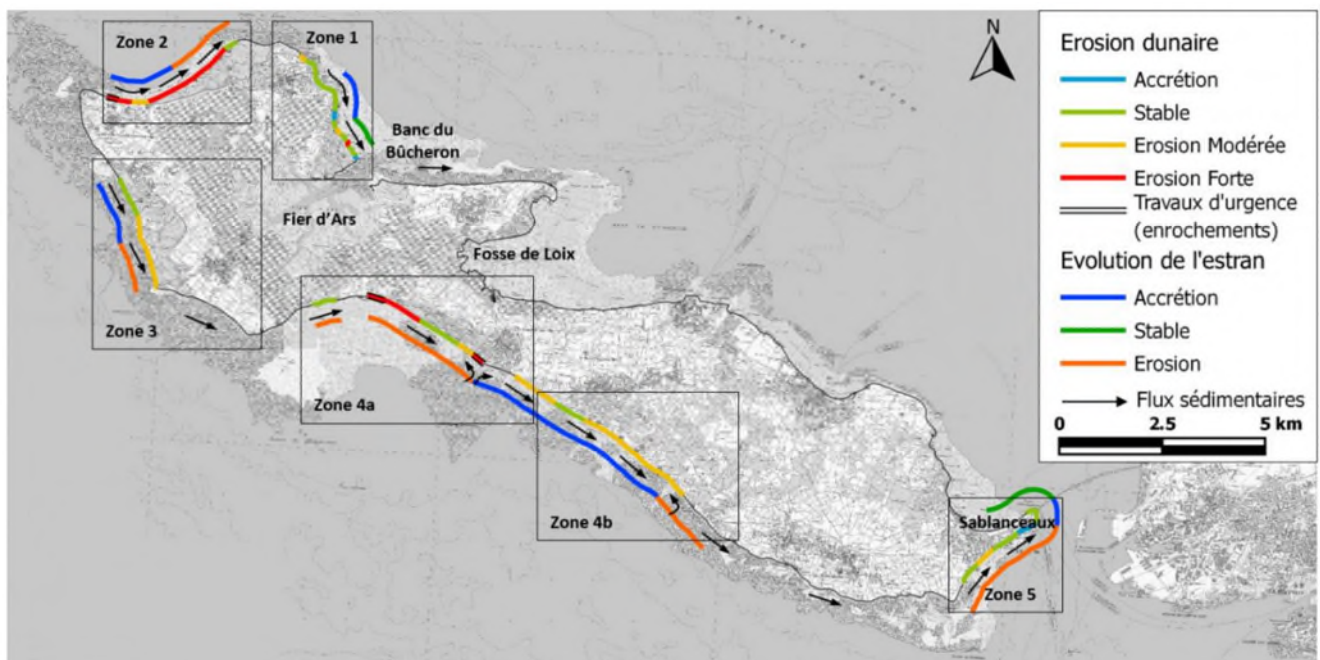 Zone 2
Zone 1
N
Banc du
Bûcheron
Fier d'Ars
Fosse de Loix
Zone 3
Zone 4a
Zone 4b
Sablanceaux
Zone 5
Erosion dunaire
Accrétion
Stable
Erosion Modérée
Erosion Forte
Travaux d'urgence
(enrochements)
Evolution de l'estran
Accrétion
Stable
Erosion
Flux sédimentaires
0 2.5 5 km